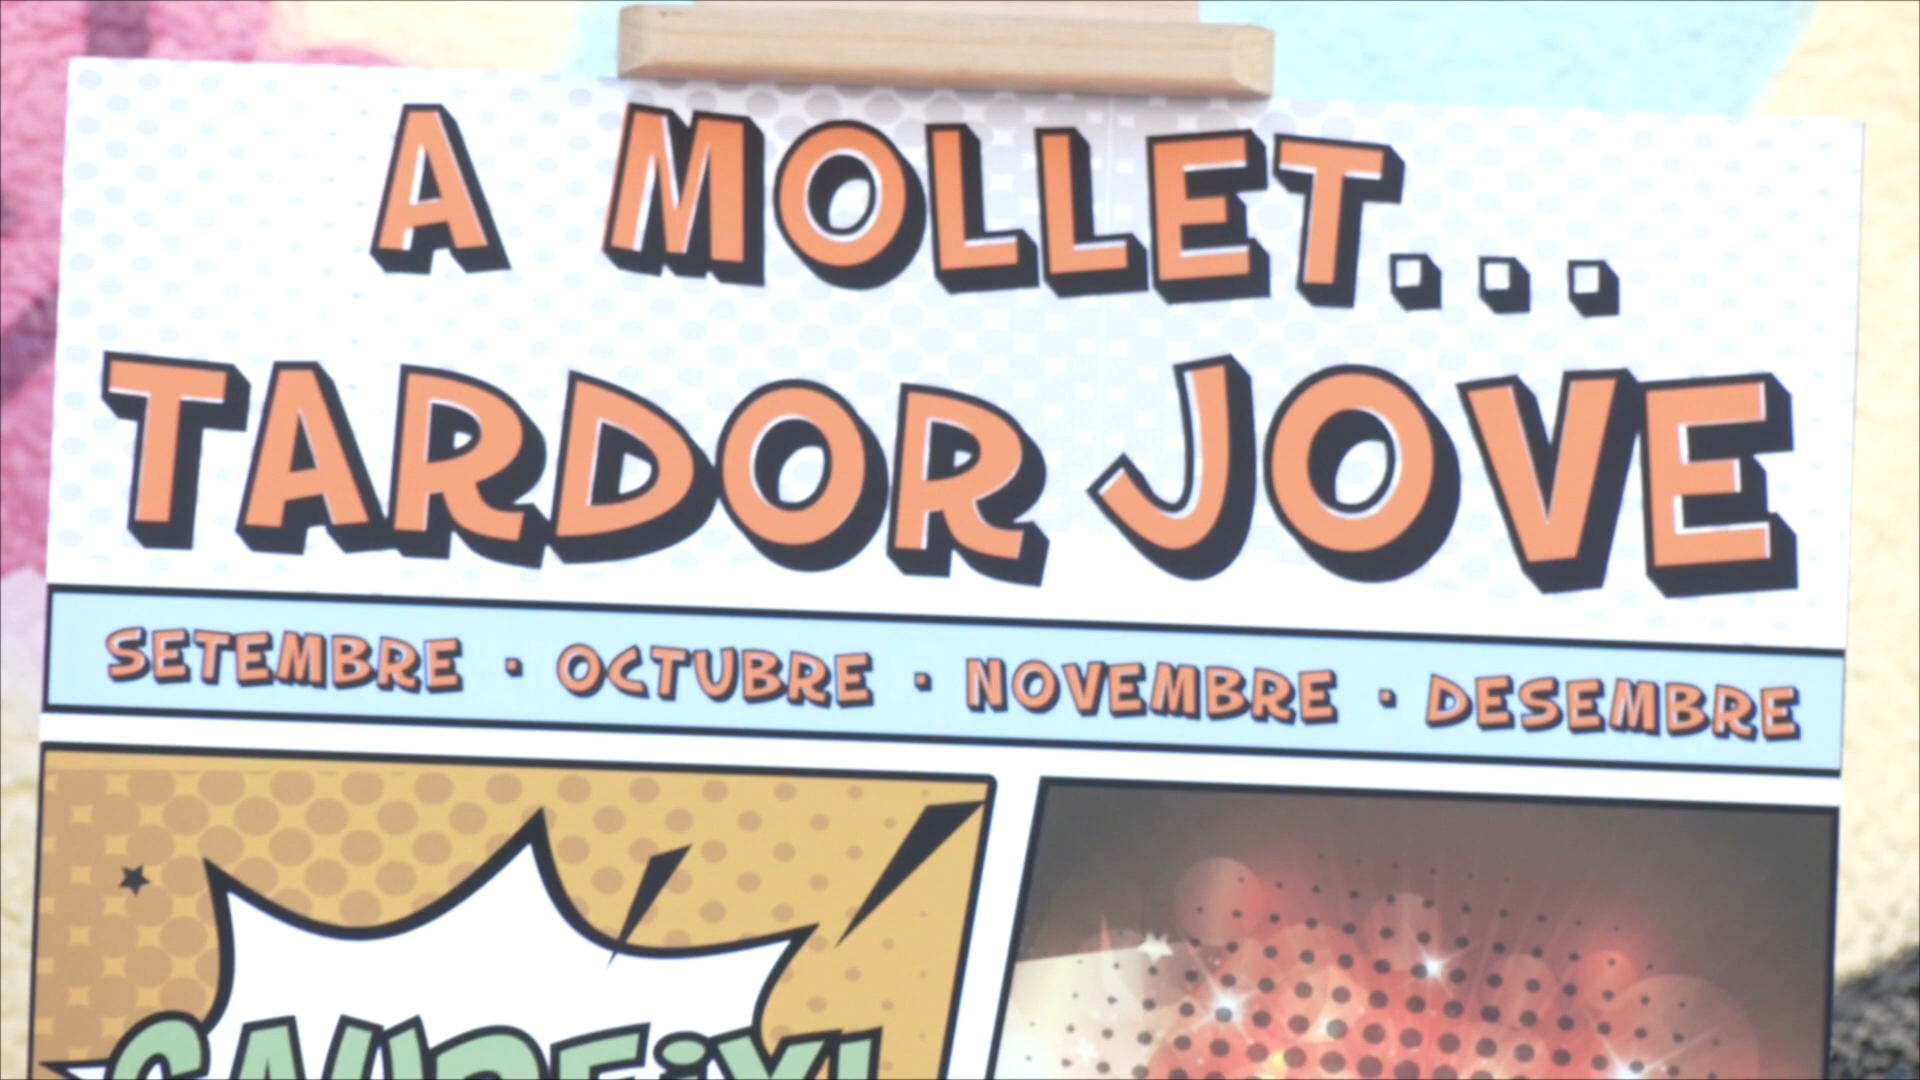 A MOLLET...
TARDOR JOVE
SETEMBRE · OCTUBRE · NOVEMBRE · DESEMBRE